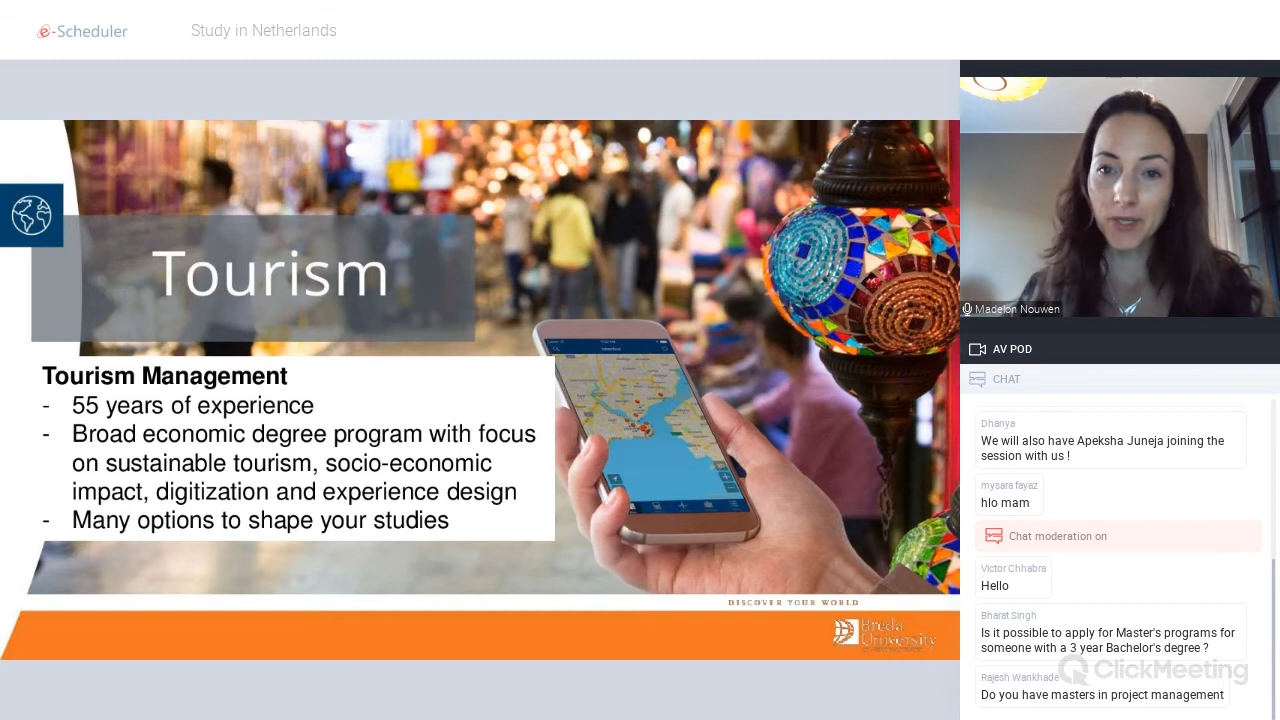 e-Scheduler
Study in Netherlands
Tourism
Tourism Management
- 55 years of experience
- Broad economic degree program with focus
on sustainable tourism, socio-economic
impact, digitization and experience design
- Many options to shape your studies
DISCOVER YOUR WORLD
Breda
University
Madelon Nouwen
AV POD
CHAT
Dhanya
We will also have Apeksha Juneja joining the
session with us !
mysara fayaz
hlo mam
Chat moderation on
Victor Chhabra
Hello
Bharat Singh
Is it possible to apply for Master's programs for
someone with a 3 year Bachelor's degree ?
Rajesh Wankhade
Do you have masters in project management
ClickMeeting